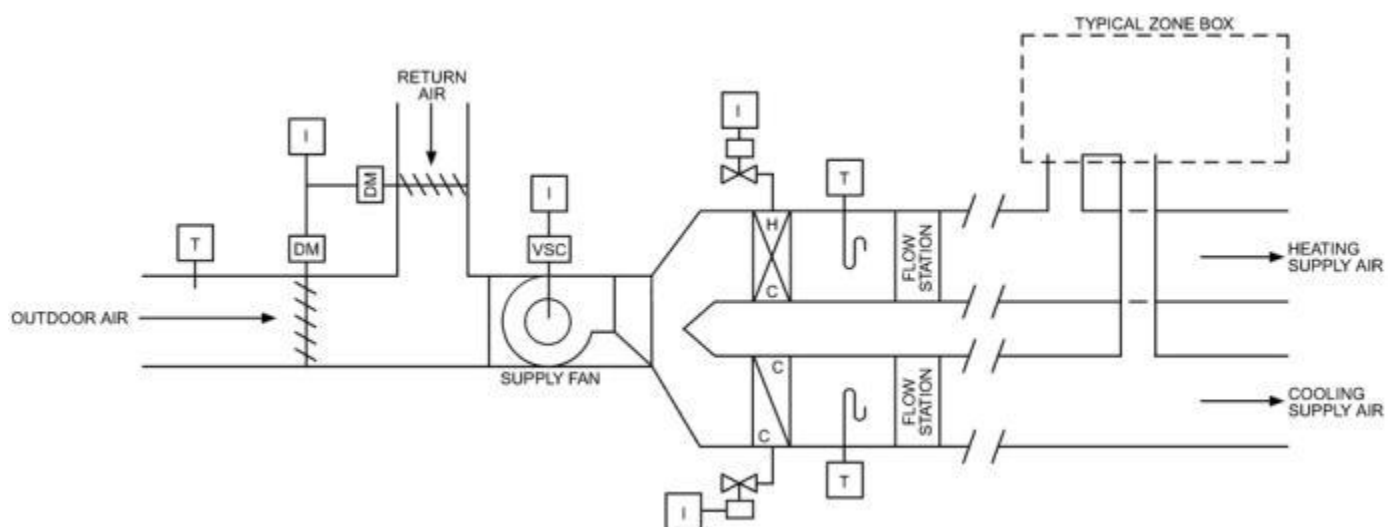 TYPICAL ZONE BOX
RETURN
AIR
I
I
DM
T
I
T
DM
VSC
H
C
FLOW
STATION
HEATING
SUPPLY AIR
OUTDOOR AIR
SUPPLY FAN
C
C
FLOW
STATION
COOLING
SUPPLY AIR
I
T